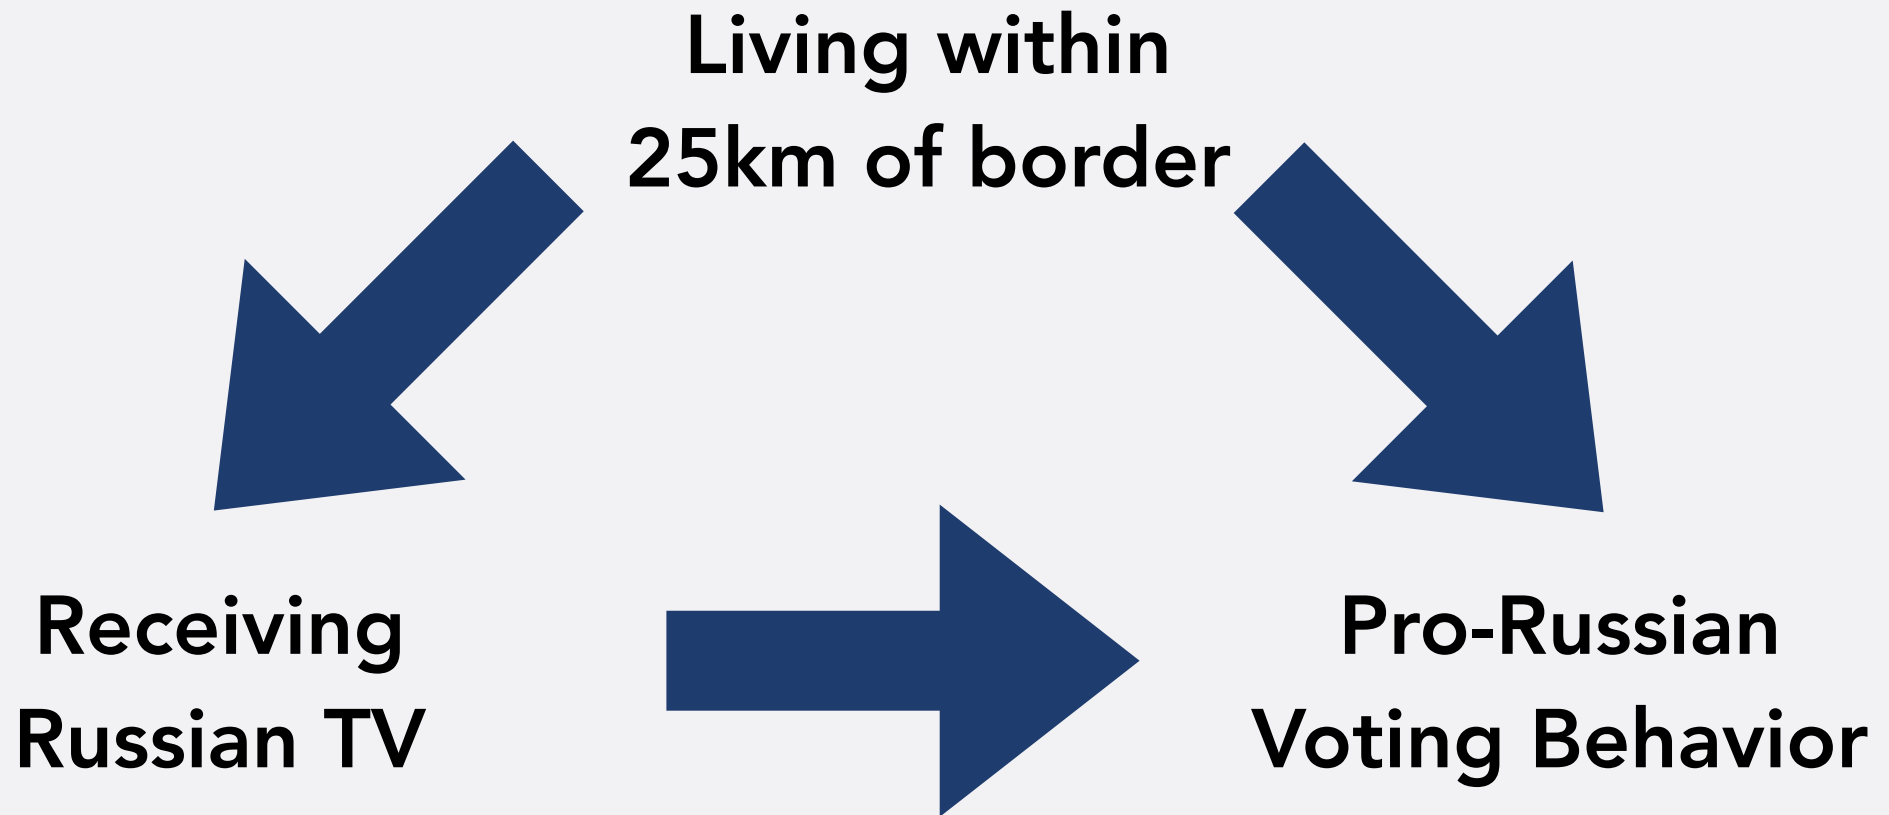 Living within
25km of border
Receiving
Russian TV
Pro-Russian
Voting Behavior